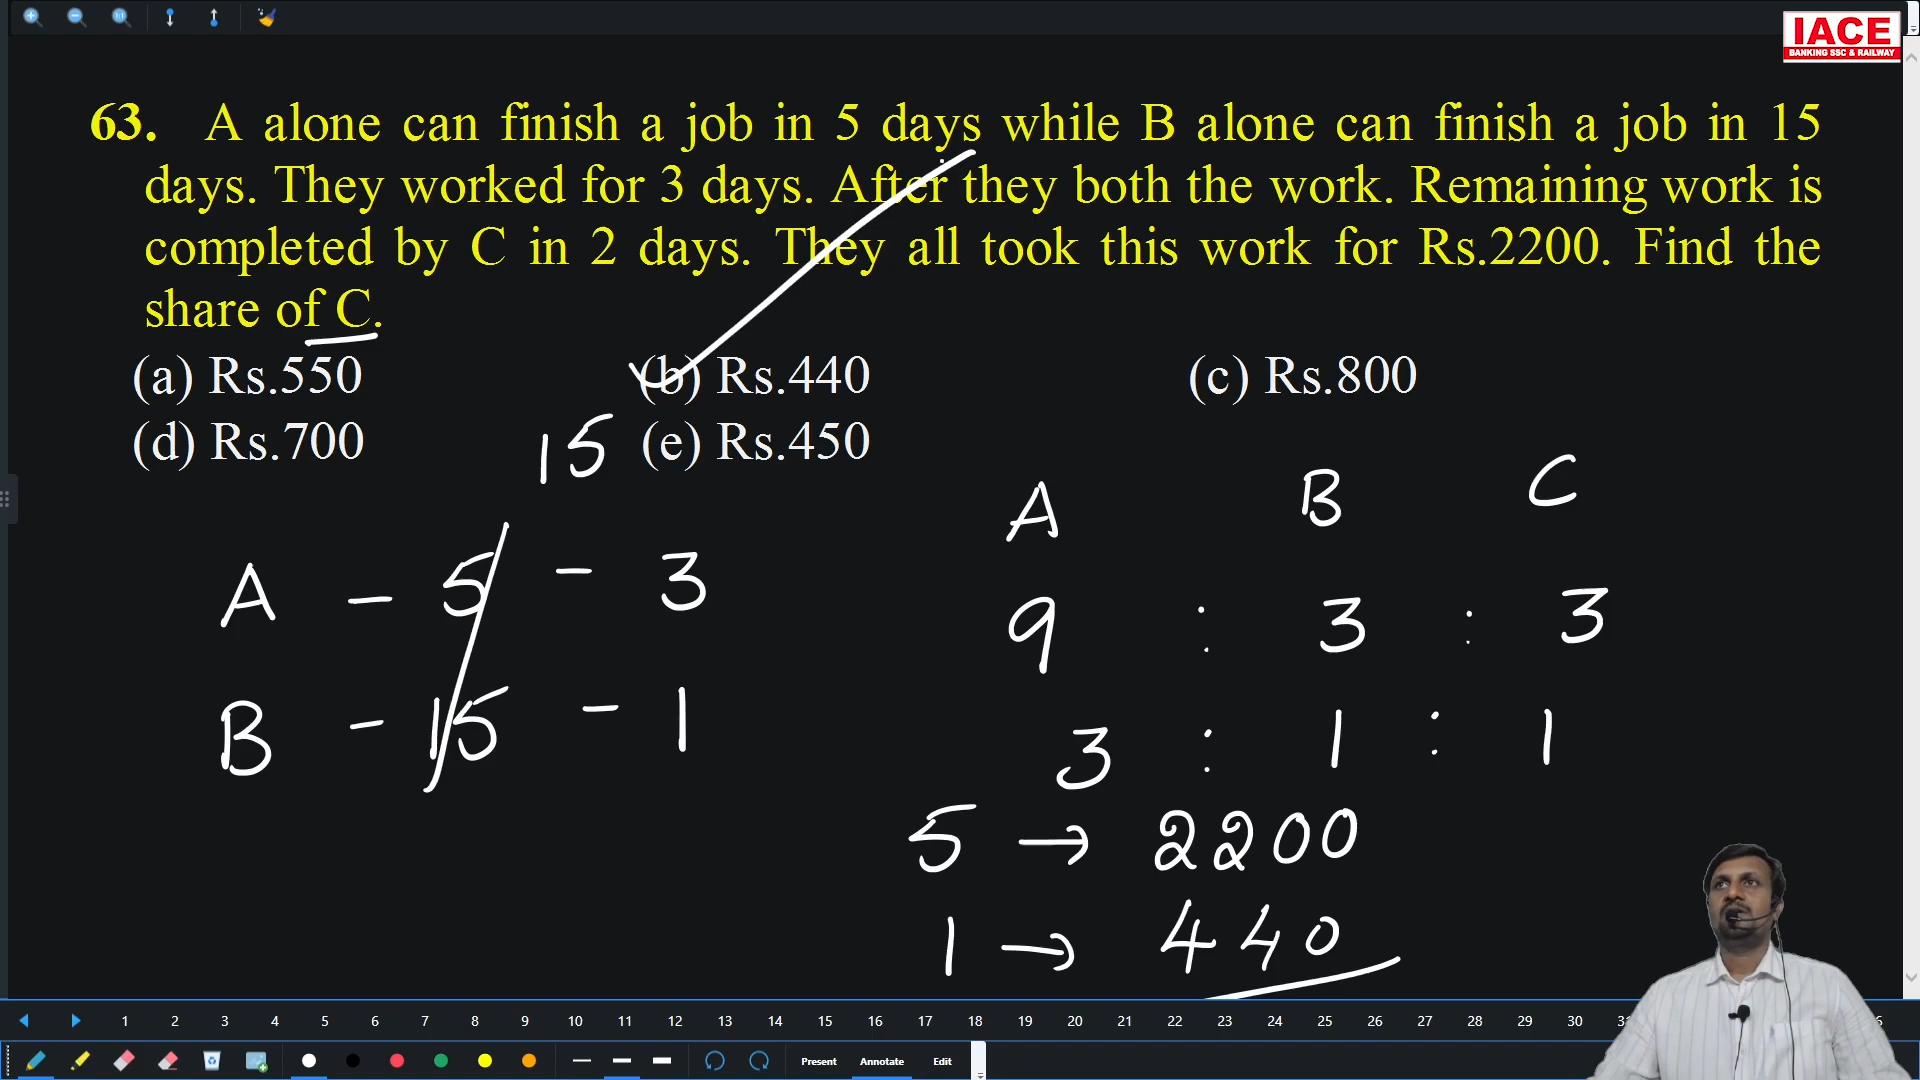 IACE
BANKING SSC & RAILWAY
63. A alone can finish a job in 5 days while B alone can finish a job in 15
days. They worked for 3 days. After they both the work. Remaining work is
completed by C in 2 days. They all took this work for Rs.2200. Find the
share of C.
(a) Rs.550 (b) Rs.440 (c) Rs.800
(d) Rs.700 (e) Rs.450
15
A - 5 - 3
B - 15 - 1
A B C
9 : 3 : 3
3 : 1 : 1
5 → 2200
1 → 440
1 2 3 4 5 6 7 8 9 10 11 12 13 14 15 16 17 18 19 20 21 22 23 24 25 26 27 28 29 30
Present Annotate Edit